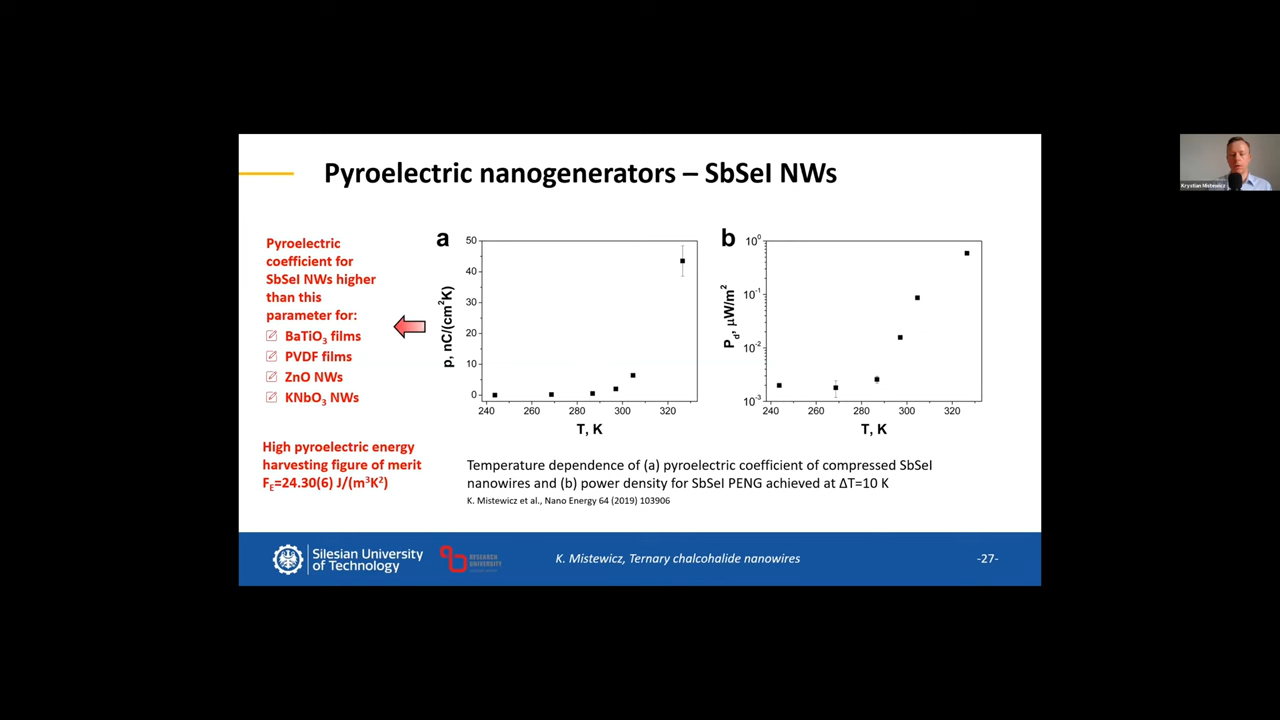 Pyroelectric nanogenerators – SbSeI NWs
Pyroelectric
coefficient for
SbSeI NWs higher
than this
parameter for:
BaTiO3 films
PVDF films
ZnO NWs
KNbO3 NWs
High pyroelectric energy
harvesting figure of merit
FE=24.30(6) J/(m³K²)
a
50
40
30
20
10
0
p, nC/(cm²K)
240 260 280 300 320
T, K
b
10⁰
10⁻¹
10⁻²
10⁻³
Pd, μW/m²
240 260 280 300 320
T, K
Temperature dependence of (a) pyroelectric coefficient of compressed SbSeI
nanowires and (b) power density for SbSeI PENG achieved at ΔT=10 K
K. Mistewicz et al., Nano Energy 64 (2019) 103906
Silesian University
of Technology
RESEARCH
UNIVERSITY
K. Mistewicz, Ternary chalcohalide nanowires
-27-
Krystian Mistewicz